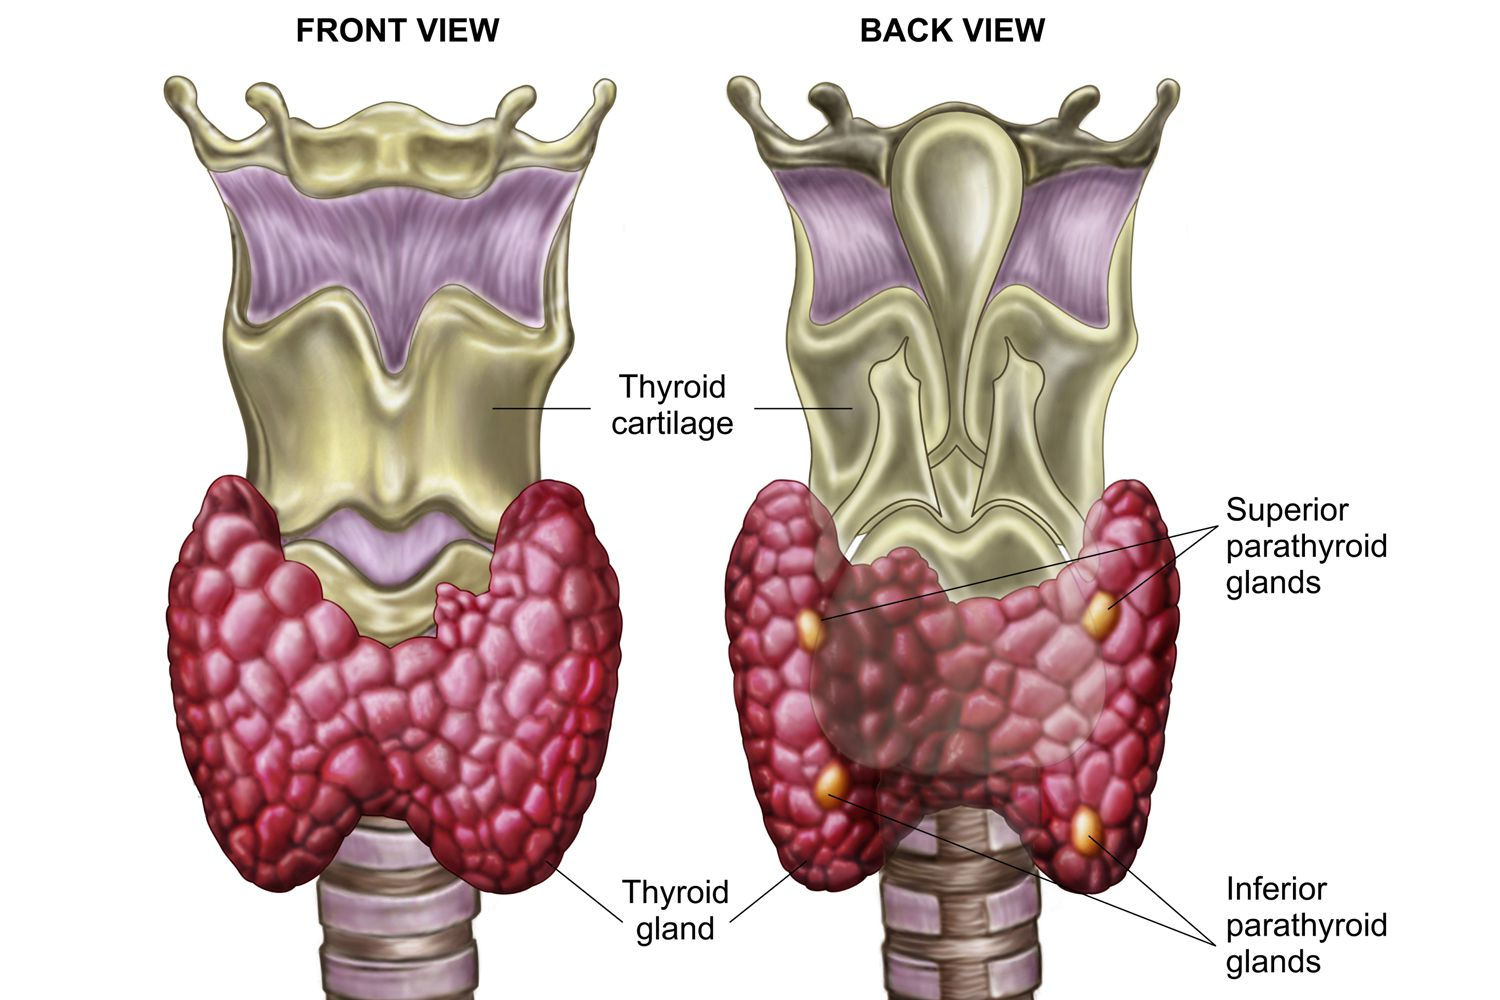 FRONT VIEW
BACK VIEW
Thyroid
cartilage
Superior
parathyroid
glands
Thyroid
gland
Inferior
parathyroid
glands